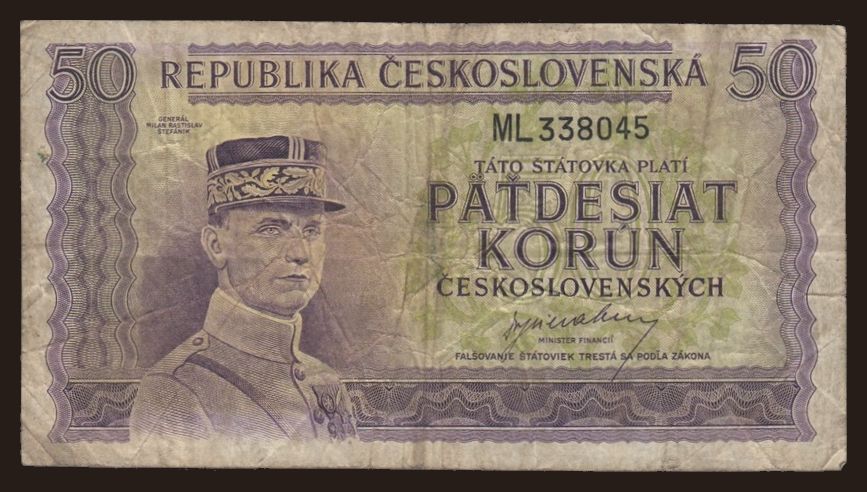 50 REPUBLIKA ČESKOSLOVENSKÁ 50
GENERÁL
MILAN RASTISLAV
ŠTEFÁNIK
ML 338045
TÁTO ŠTÁTOVKA PLATÍ
PÄŤDESIAT
KORÚN
ČESKOSLOVENSKÝCH
MINISTER FINANCIÍ
FALŠOVANIE ŠTÁTOVIEK TRESTÁ SA PODĽA ZÁKONA